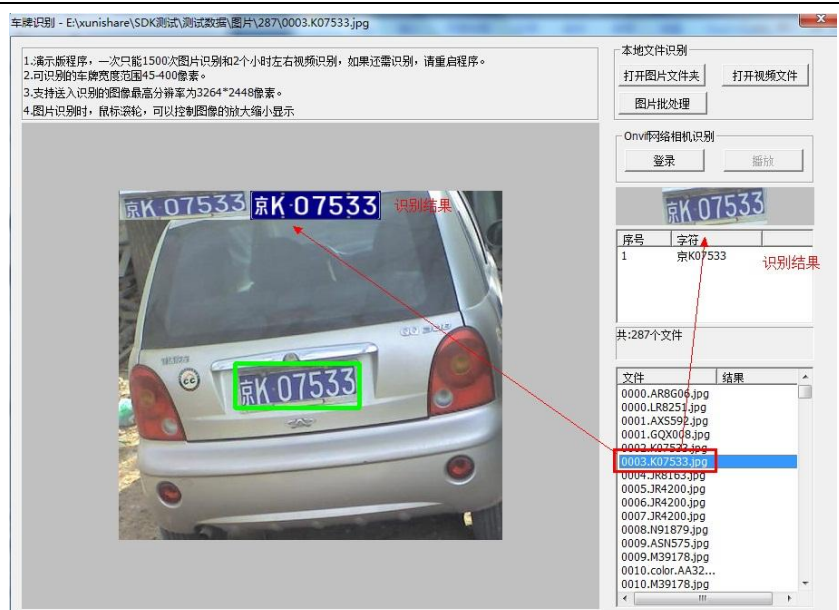 车牌识别 - E:\xunishare\SDK测试\测试数据\图片\287\0003.K07533.jpg
1.演示版程序，一次只能1500次图片识别和2个小时左右视频识别，如果还需识别，请重启程序。
2.可识别的车牌宽度范围45-400像素。
3.支持送入识别的图像最高分辨率为3264*2448像素。
4.图片识别时，鼠标滚轮，可以控制图像的放大缩小显示
本地文件识别
打开图片文件夹
打开视频文件
图片批处理
Onvif网络相机识别
登录
播放
京K·07533
京K·07533
识别结果
京K·07533
京K·07533
序号 字符
1 京K07533
识别结果
共:287个文件
文件 结果
0000.AR8G06.jpg
0000.LR8251.jpg
0001.AXS592.jpg
0001.GQX008.jpg
0002.K07533.jpg
0003.K07533.jpg
0004.JR8163.jpg
0005.JR4200.jpg
0006.JR4200.jpg
0007.JR4200.jpg
0008.N91879.jpg
0009.ASN575.jpg
0009.M39178.jpg
0010.color.AA32...
0010.M39178.jpg